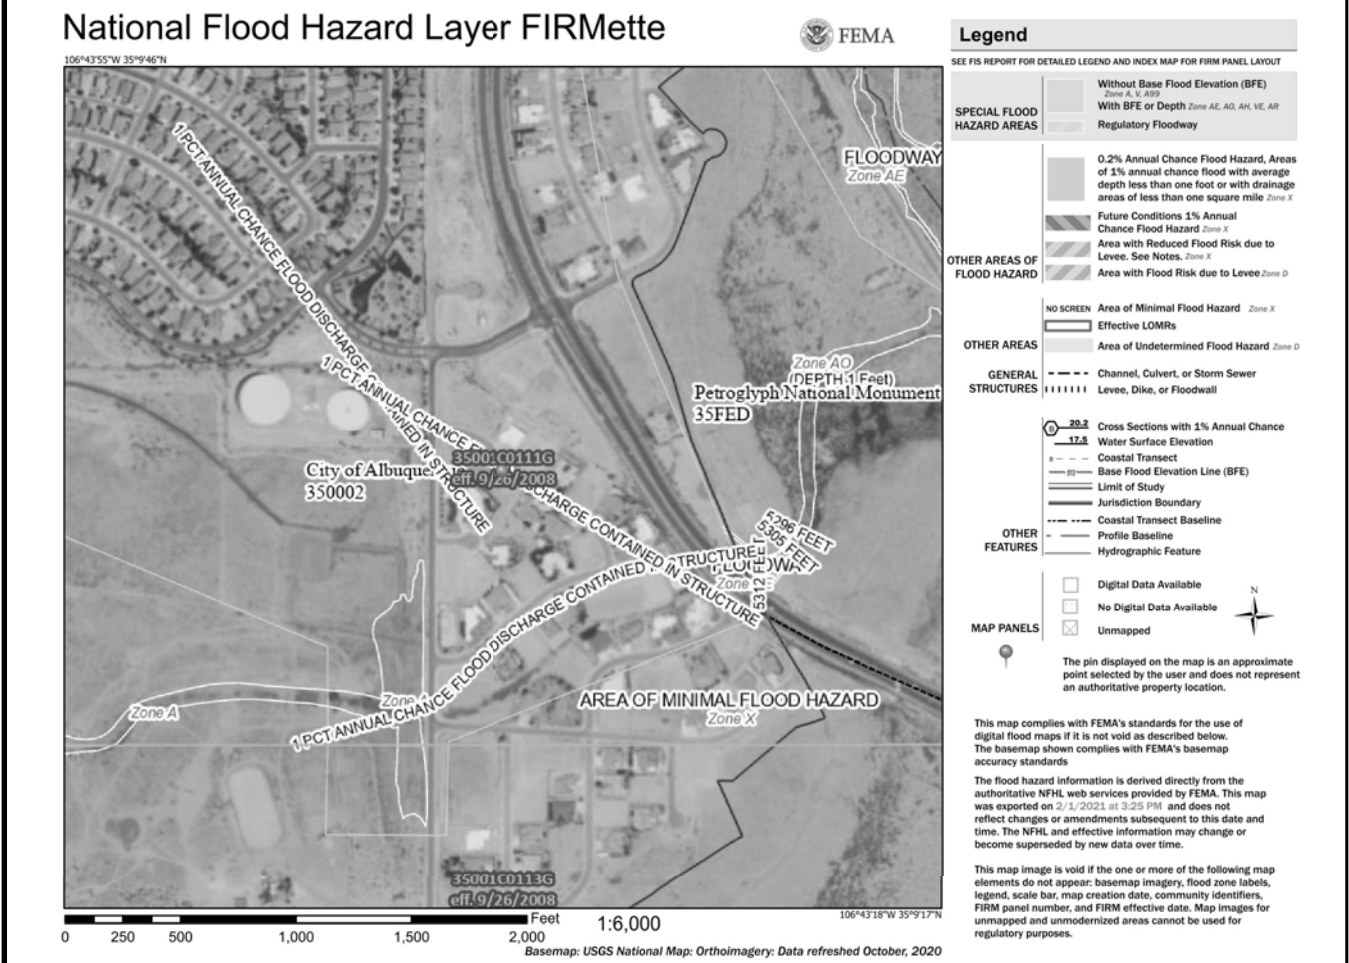 National Flood Hazard Layer FIRMette
FEMA
106°43'55"W 35°9'46"N
1 PCT ANNUAL CHANCE FLOOD DISCHARGE
AINED IN STRUCTURE
1 PCT ANNUAL CHANCE F
SCHARGE CONTAINED IN STRUCTURE
FLOODWAY
Zone AE
Zone AO
(DEPTH 1 Feet)
Petroglyph National Monument
35FED
City of Albuque
350002
35001C0111G
eff. 9/26/2008
5296 FEET
5305 FEET
5312 FEET
Zone
1 PCT ANNUAL CHANCE FLOOD DISCHARGE CONTAINED
STRUCTURE
Zone
Zone A
AREA OF MINIMAL FLOOD HAZARD
Zone X
35001C0113G
eff. 9/26/2008
106°43'18"W 35°9'17"N
Feet
1:6,000
0 250 500 1,000 1,500 2,000
Basemap: USGS National Map: Orthoimagery: Data refreshed October, 2020
Legend
SEE FIS REPORT FOR DETAILED LEGEND AND INDEX MAP FOR FIRM PANEL LAYOUT
SPECIAL FLOOD
HAZARD AREAS
Without Base Flood Elevation (BFE)
Zone A, V, A99
With BFE or Depth Zone AE, AO, AH, VE, AR
Regulatory Floodway
OTHER AREAS OF
FLOOD HAZARD
0.2% Annual Chance Flood Hazard, Areas
of 1% annual chance flood with average
depth less than one foot or with drainage
areas of less than one square mile Zone X
Future Conditions 1% Annual
Chance Flood Hazard Zone X
Area with Reduced Flood Risk due to
Levee. See Notes. Zone X
Area with Flood Risk due to Levee Zone D
OTHER AREAS
NO SCREEN Area of Minimal Flood Hazard Zone X
Effective LOMRs
Area of Undetermined Flood Hazard Zone D
GENERAL
STRUCTURES
Channel, Culvert, or Storm Sewer
Levee, Dike, or Floodwall
OTHER
FEATURES
B 20.2 Cross Sections with 1% Annual Chance
17.5 Water Surface Elevation
Coastal Transect
Base Flood Elevation Line (BFE)
Limit of Study
Jurisdiction Boundary
Coastal Transect Baseline
Profile Baseline
Hydrographic Feature
MAP PANELS
Digital Data Available
No Digital Data Available
Unmapped
N
The pin displayed on the map is an approximate
point selected by the user and does not represent
an authoritative property location.
This map complies with FEMA's standards for the use of
digital flood maps if it is not void as described below.
The basemap shown complies with FEMA's basemap
accuracy standards
The flood hazard information is derived directly from the
authoritative NFHL web services provided by FEMA. This map
was exported on 2/1/2021 at 3:25 PM and does not
reflect changes or amendments subsequent to this date and
time. The NFHL and effective information may change or
become superseded by new data over time.
This map image is void if the one or more of the following map
elements do not appear: basemap imagery, flood zone labels,
legend, scale bar, map creation date, community identifiers,
FIRM panel number, and FIRM effective date. Map images for
unmapped and unmodernized areas cannot be used for
regulatory purposes.